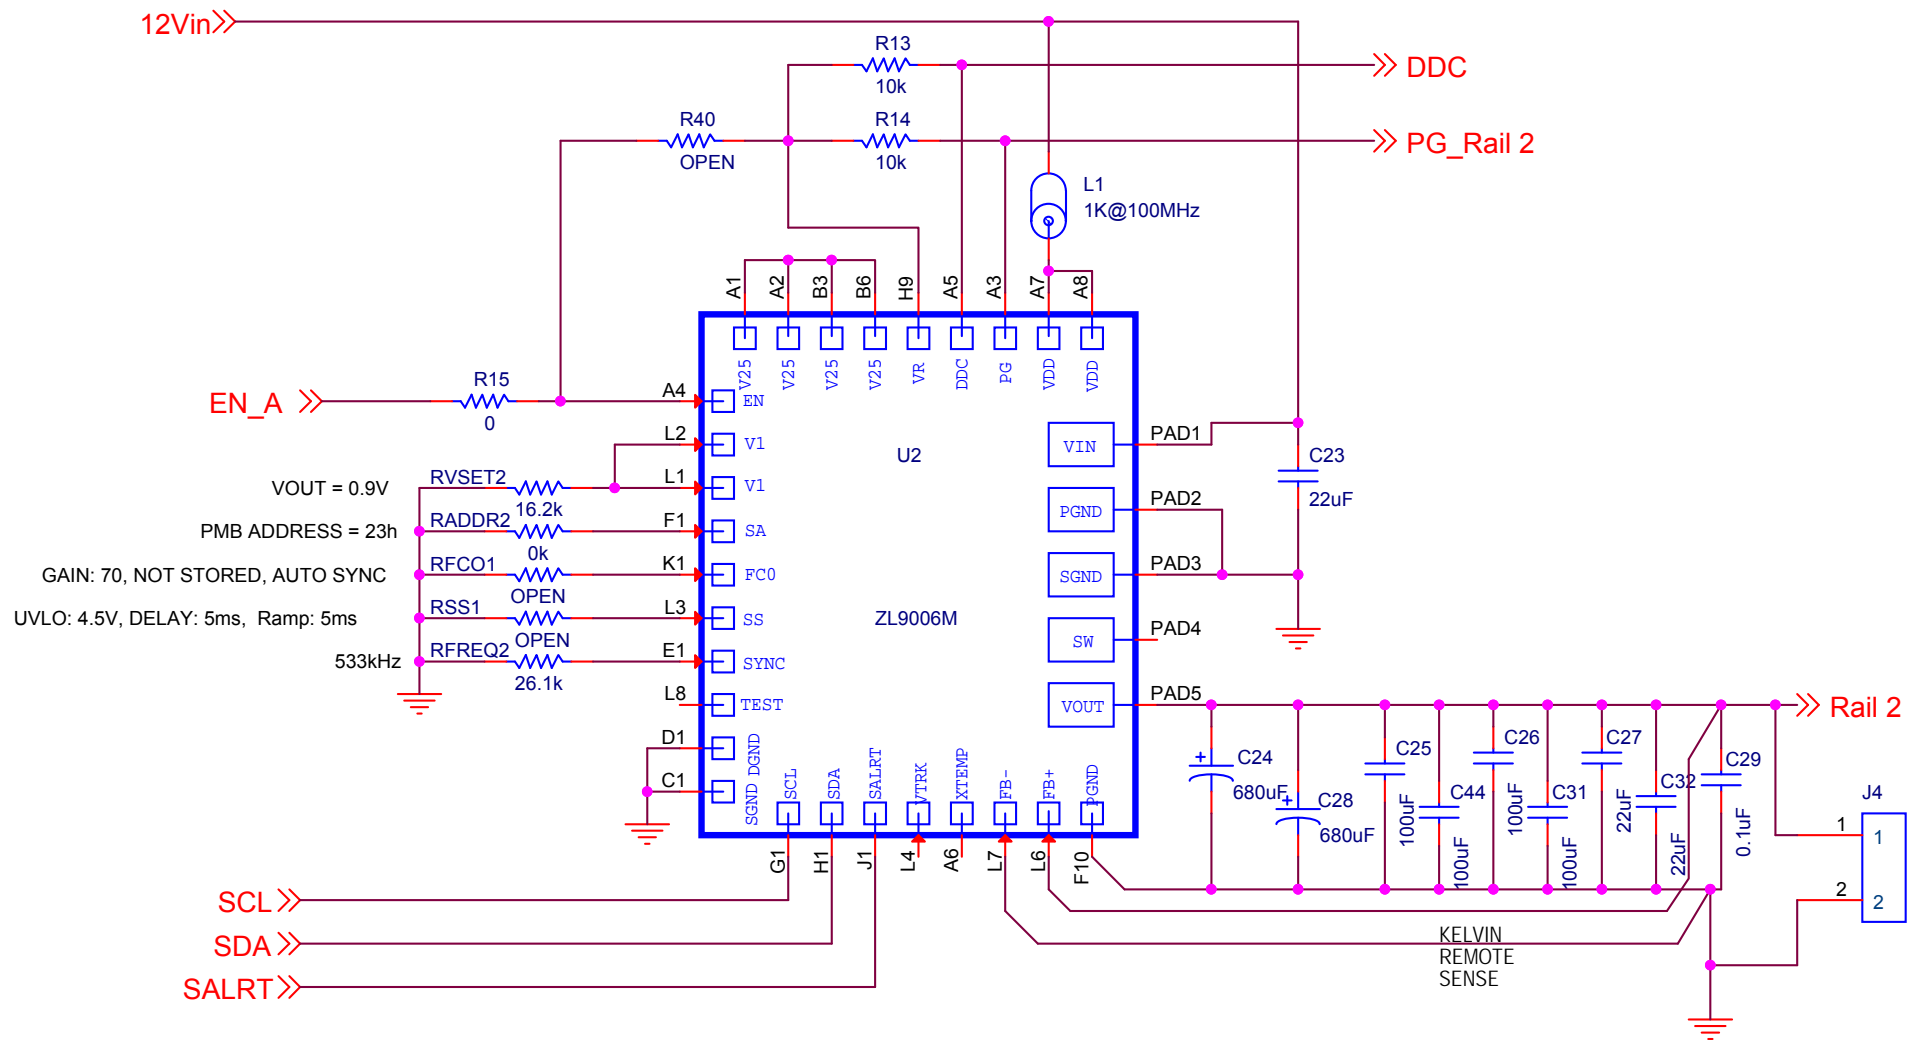 12Vin
R13
10k
DDC
R40
OPEN
R14
10k
PG_Rail 2
L1
1K@100MHz
A1
A2
B3
B6
H9
A5
A3
A7
A8
V25
V25
V25
V25
VR
DDC
PG
VDD
VDD
EN_A
R15
0
A4
EN
L2
V1
VOUT = 0.9V
RVSET2
16.2k
L1
V1
PMB ADDRESS = 23h
RADDR2
0k
F1
SA
GAIN: 70, NOT STORED, AUTO SYNC
RFCO1
OPEN
K1
FC0
UVLO: 4.5V, DELAY: 5ms, Ramp: 5ms
RSS1
OPEN
L3
SS
533kHz
RFREQ2
26.1k
E1
SYNC
L8
TEST
D1
DGND
C1
SGND
U2
ZL9006M
VIN
PAD1
PGND
PAD2
SGND
PAD3
SW
PAD4
VOUT
PAD5
C23
22uF
SCL
SDA
SALRT
VTRK
XTEMP
FB-
FB+
PGND
G1
H1
J1
L4
A6
L7
L6
F10
SCL
SDA
SALRT
C24
680uF
C28
680uF
C25
100uF
C44
100uF
C26
100uF
C31
100uF
C27
22uF
C32
22uF
C29
0.1uF
Rail 2
J4
1
1
2
2
KELVIN
REMOTE
SENSE